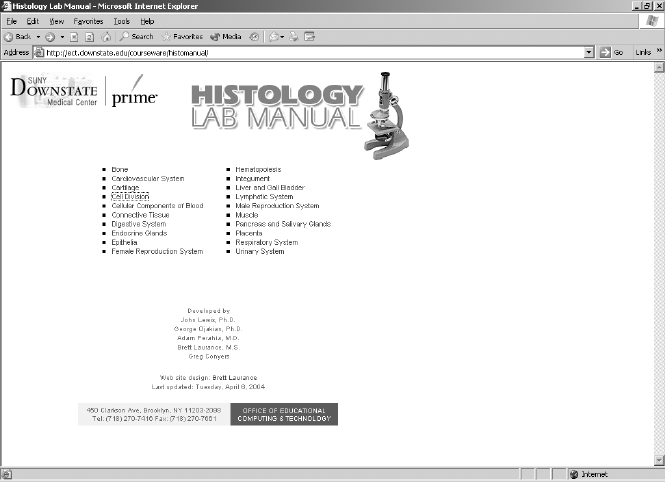 Histology Lab Manual - Microsoft Internet Explorer
File Edit View Favorites Tools Help
Back Search Favorites Media
Address http://ect.downstate.edu/courseware/histomanual/ Go Links »
SUNY
DOWNSTATE
Medical Center
prime
HISTOLOGY
LAB MANUAL
Bone
Cardiovascular System
Cartilage
Cell Division
Cellular Components of Blood
Connective Tissue
Digestive System
Endocrine Glands
Epithelia
Female Reproduction System
Hematopoiesis
Integument
Liver and Gall Bladder
Lymphatic System
Male Reproduction System
Muscle
Pancreas and Salivary Glands
Placenta
Respiratory System
Urinary System
Developed by
John Lewis, Ph.D.
George Ojakian, Ph.D.
Adam Perahia, M.D.
Brett Laurance, M.S.
Greg Conyers
Web site design: Brett Laurance
Last updated: Tuesday, April 6, 2004
450 Clarkson Ave, Brooklyn, NY 11203-2098
Tel: (718) 270-7416 Fax: (718) 270-7661
OFFICE OF EDUCATIONAL
COMPUTING & TECHNOLOGY
Internet